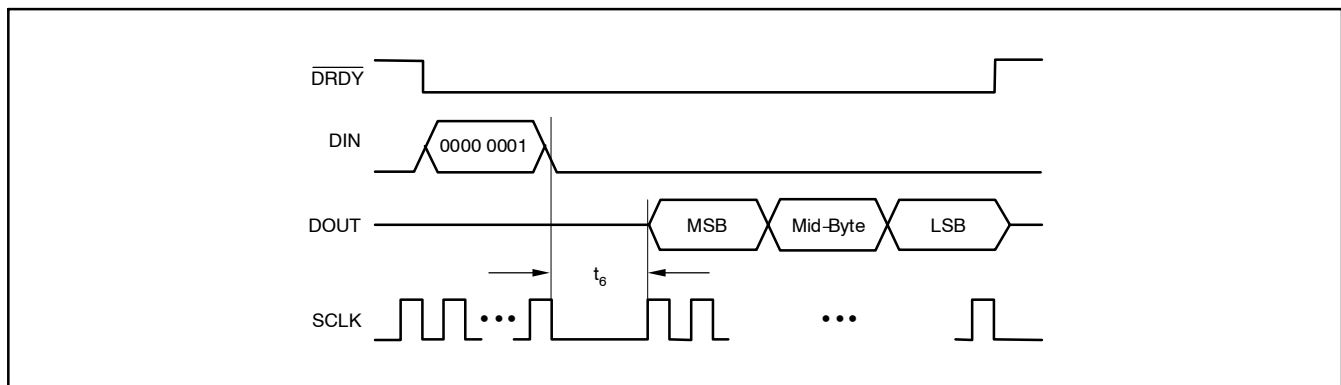 DRDY
DIN
0000 0001
DOUT
MSB
Mid-Byte
LSB
t6
SCLK